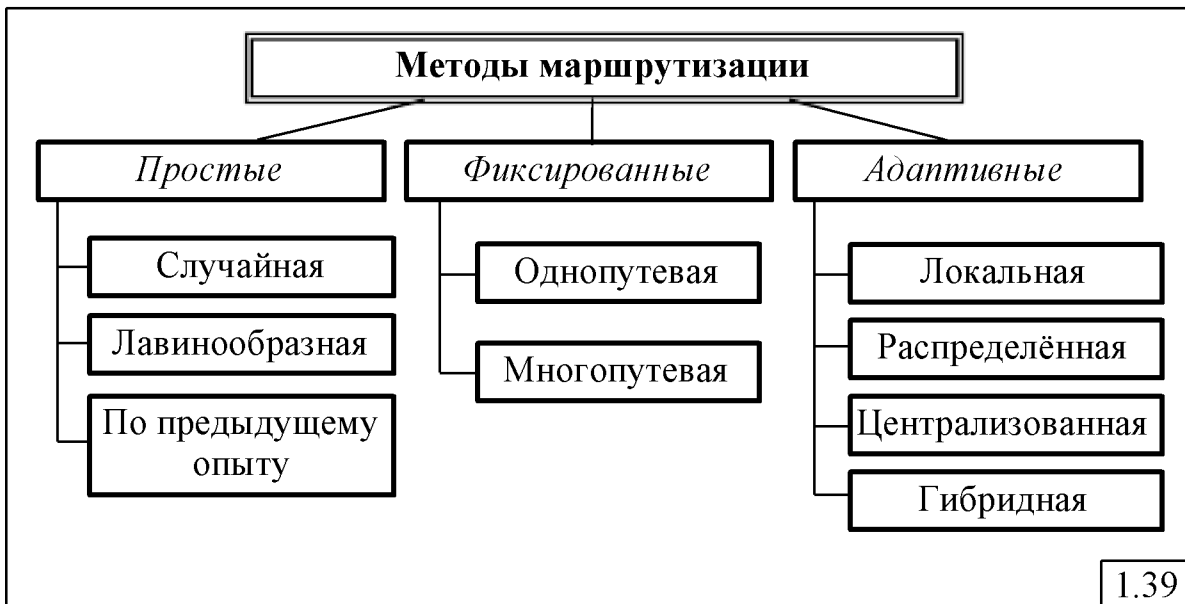 Методы маршрутизации
Простые
Случайная
Лавинообразная
По предыдущему
опыту
Фиксированные
Однопутевая
Многопутевая
Адаптивные
Локальная
Распределённая
Централизованная
Гибридная
1.39